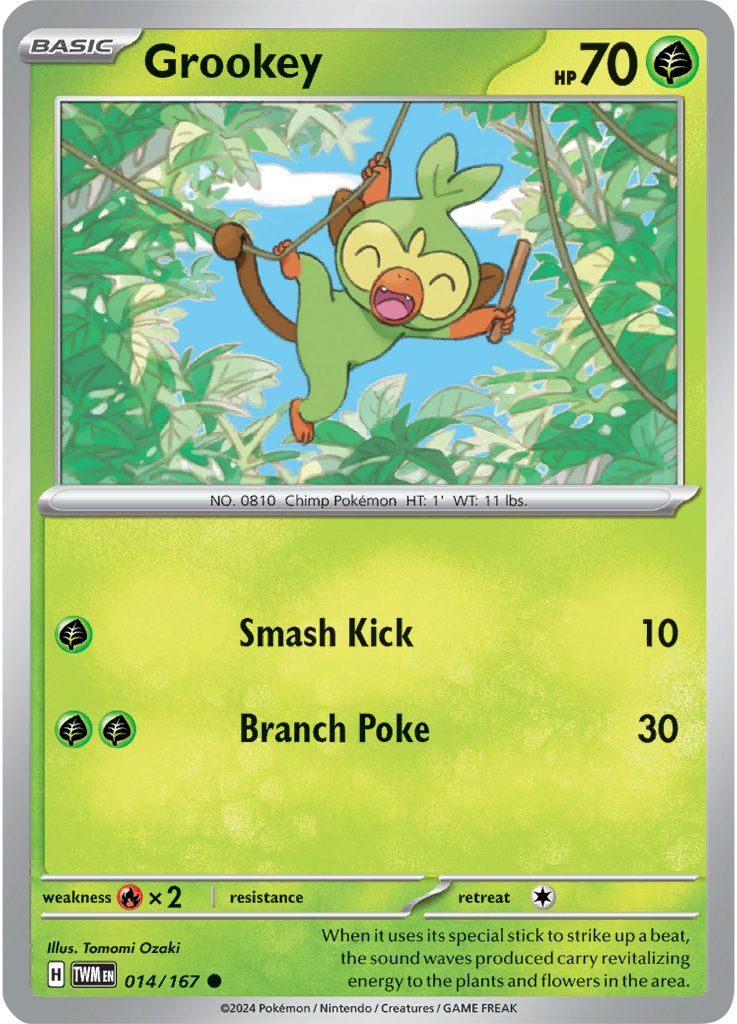 BASIC Grookey HP 70
NO. 0810 Chimp Pokémon HT: 1' WT: 11 lbs.
Smash Kick 10
Branch Poke 30
weakness ×2 resistance retreat
Illus. Tomomi Ozaki
H TWM EN 014/167
When it uses its special stick to strike up a beat,
the sound waves produced carry revitalizing
energy to the plants and flowers in the area.
©2024 Pokémon / Nintendo / Creatures / GAME FREAK